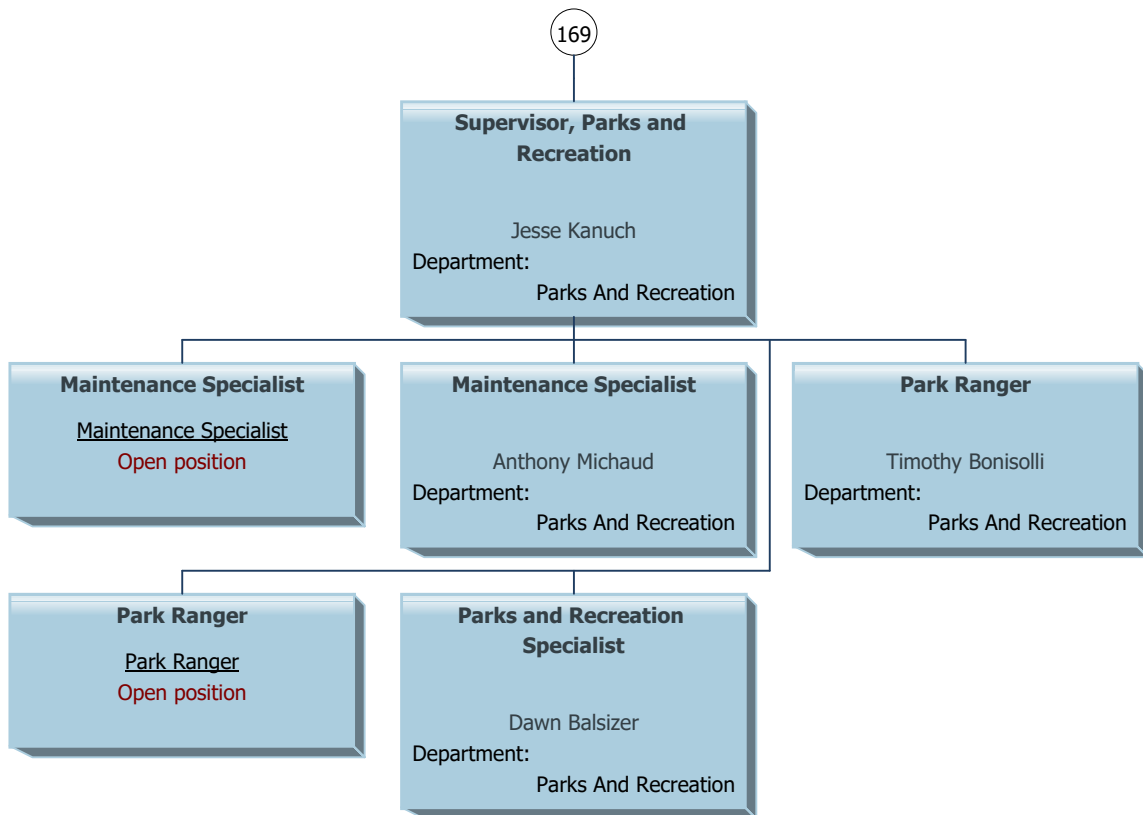 169
Supervisor, Parks and
Recreation
Jesse Kanuch
Department:
Parks And Recreation
Maintenance Specialist
Maintenance Specialist
Open position
Maintenance Specialist
Anthony Michaud
Department:
Parks And Recreation
Park Ranger
Timothy Bonisolli
Department:
Parks And Recreation
Park Ranger
Park Ranger
Open position
Parks and Recreation
Specialist
Dawn Balsizer
Department:
Parks And Recreation